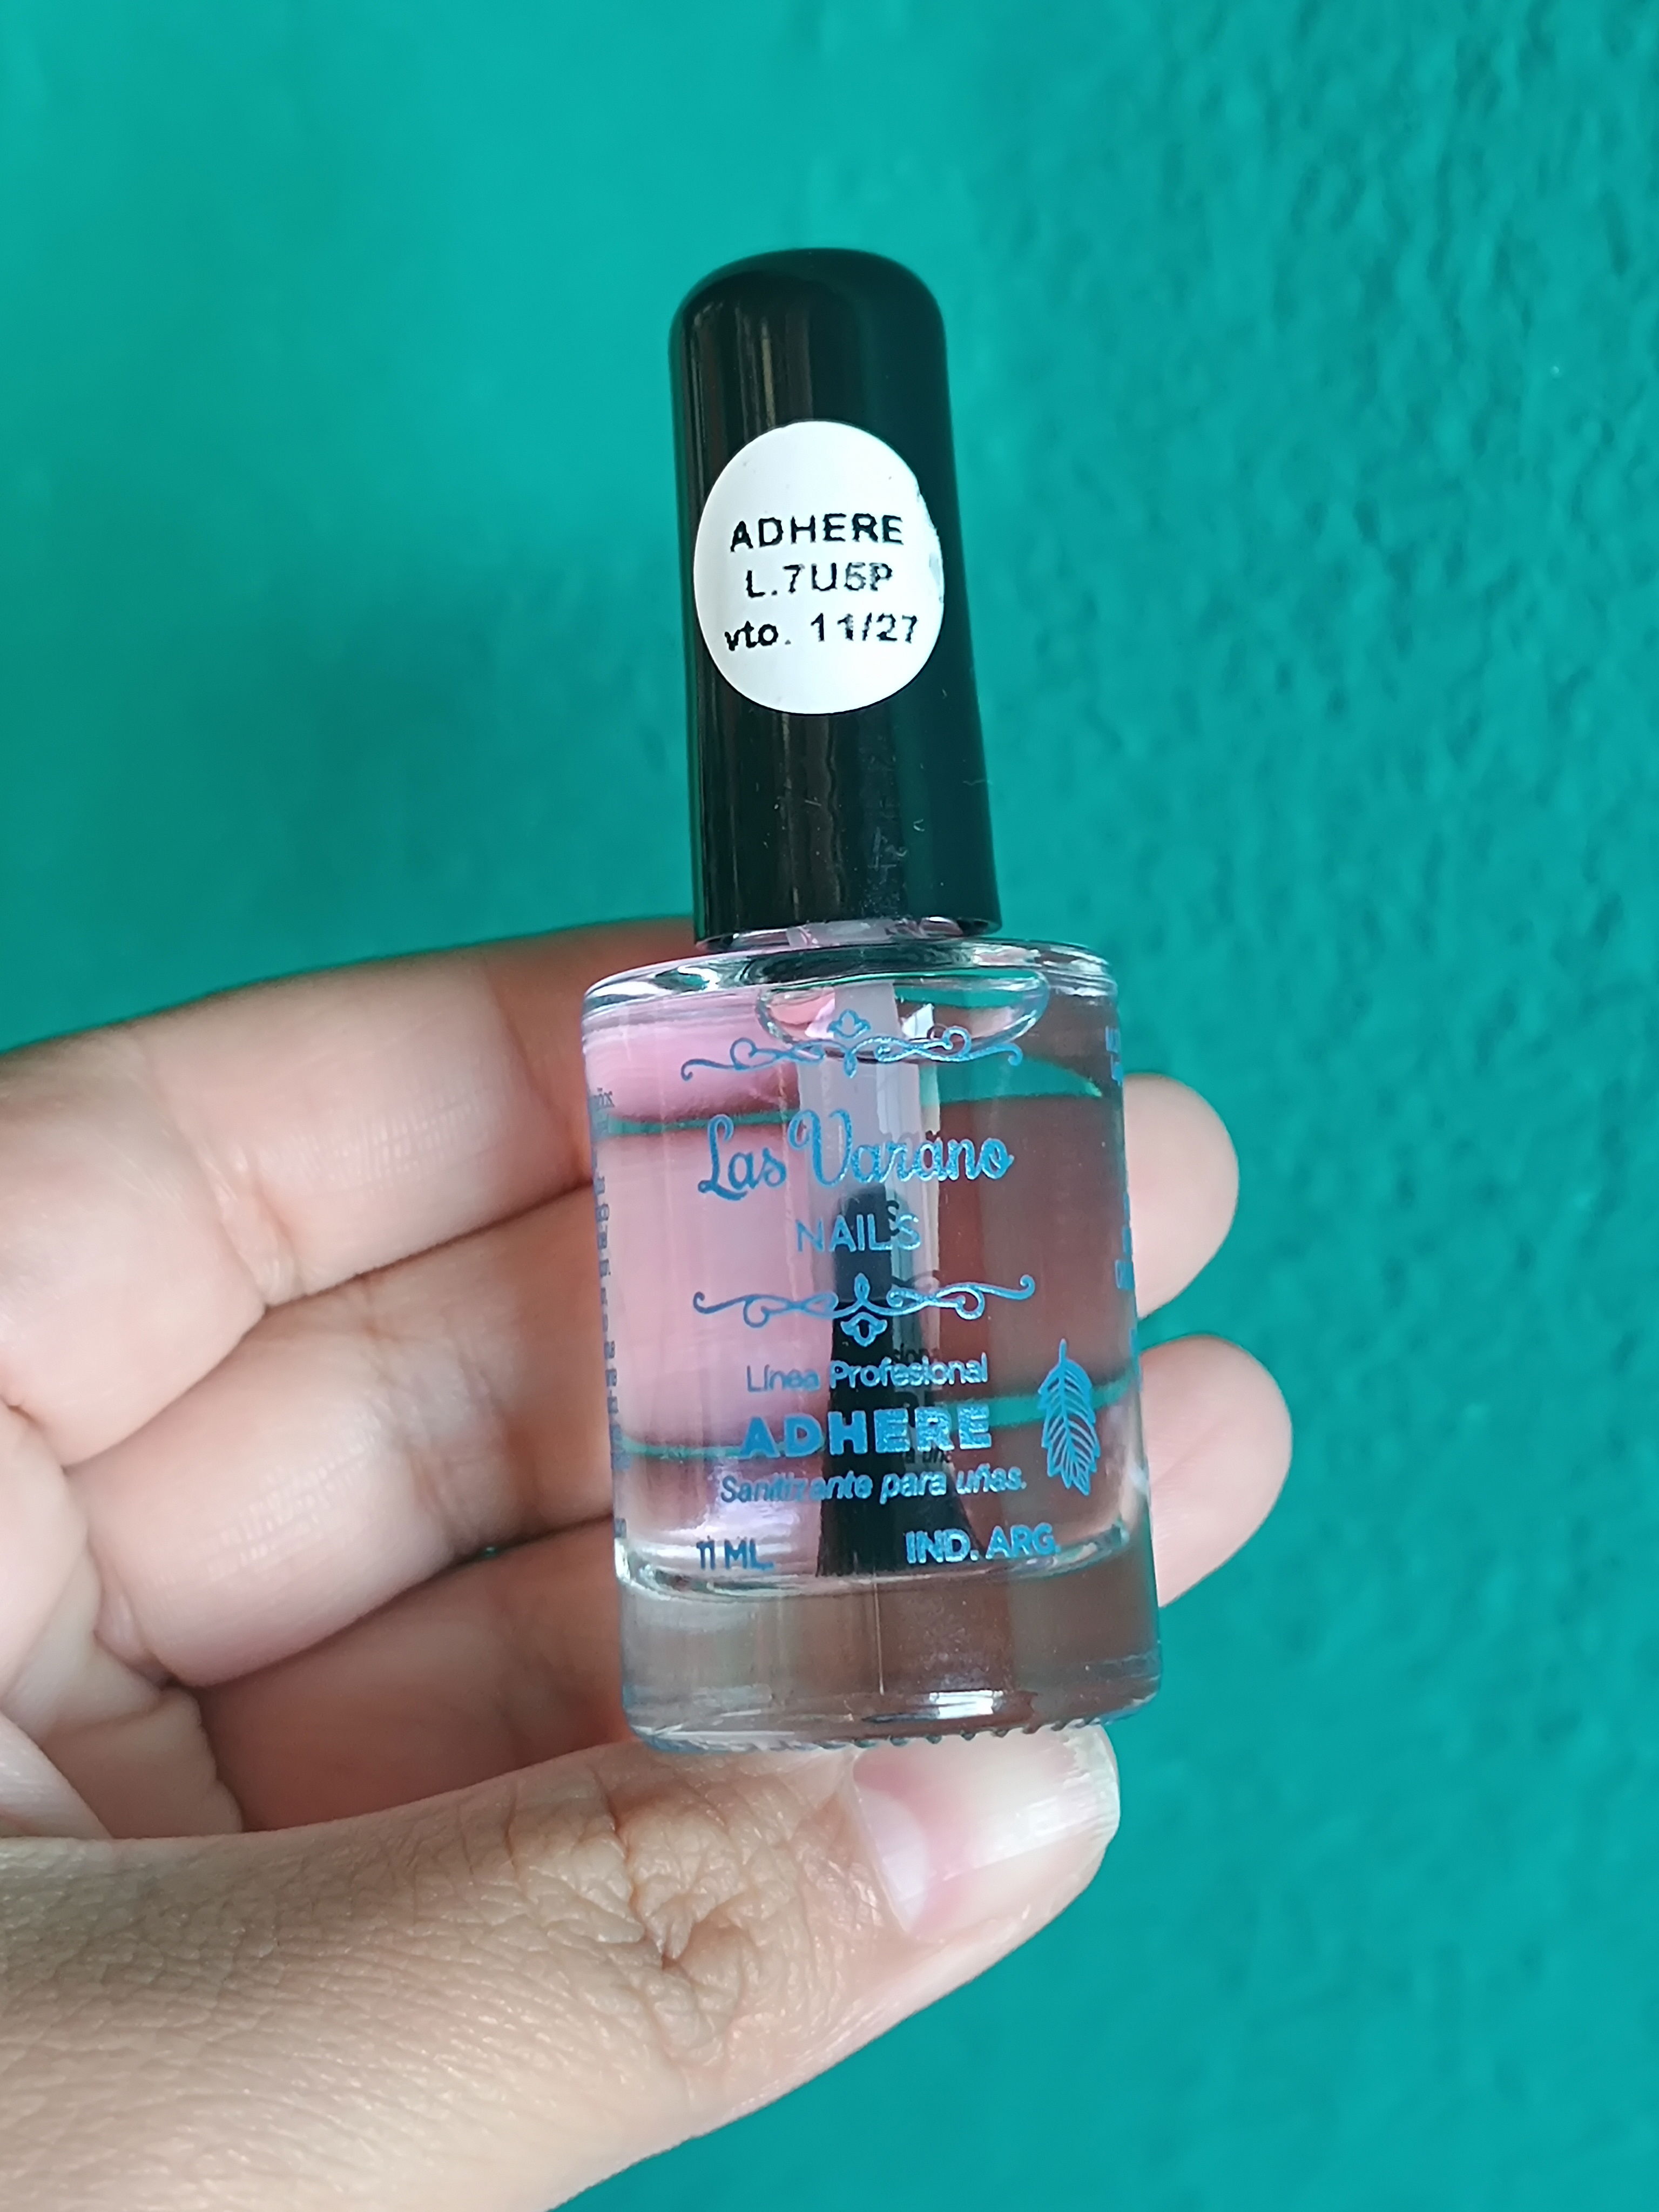 ADHERE
L.7U5P
vto. 11/27
Las Varano
NAILS
Línea Profesional
ADHERE
Sanitizante para uñas.
11 ML.
IND. ARG.